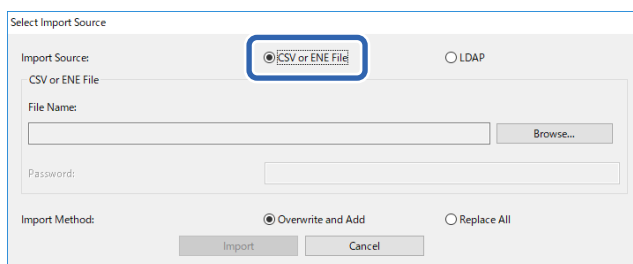 Select Import Source
Import Source: CSV or ENE File LDAP
CSV or ENE File
File Name:
Browse...
Password:
Import Method: Overwrite and Add Replace All
Import Cancel